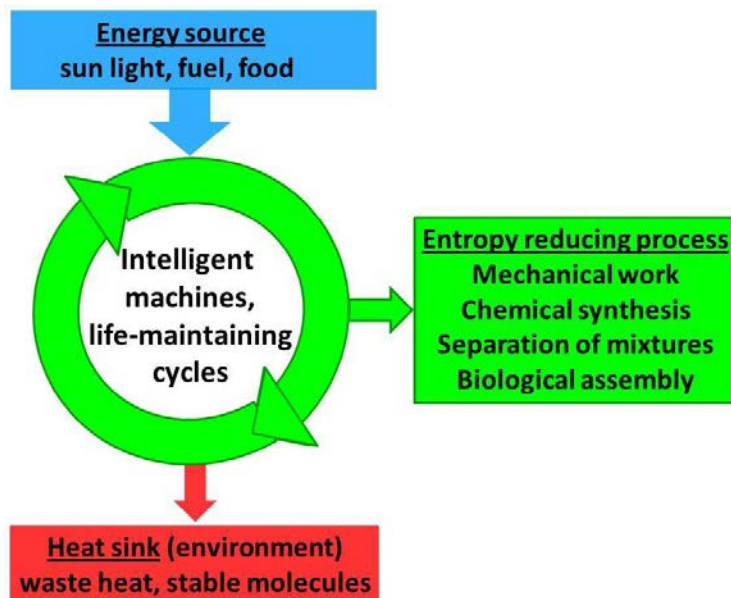 Energy source
sun light, fuel, food
Intelligent
machines,
life-maintaining
cycles
Entropy reducing process
Mechanical work
Chemical synthesis
Separation of mixtures
Biological assembly
Heat sink (environment)
waste heat, stable molecules